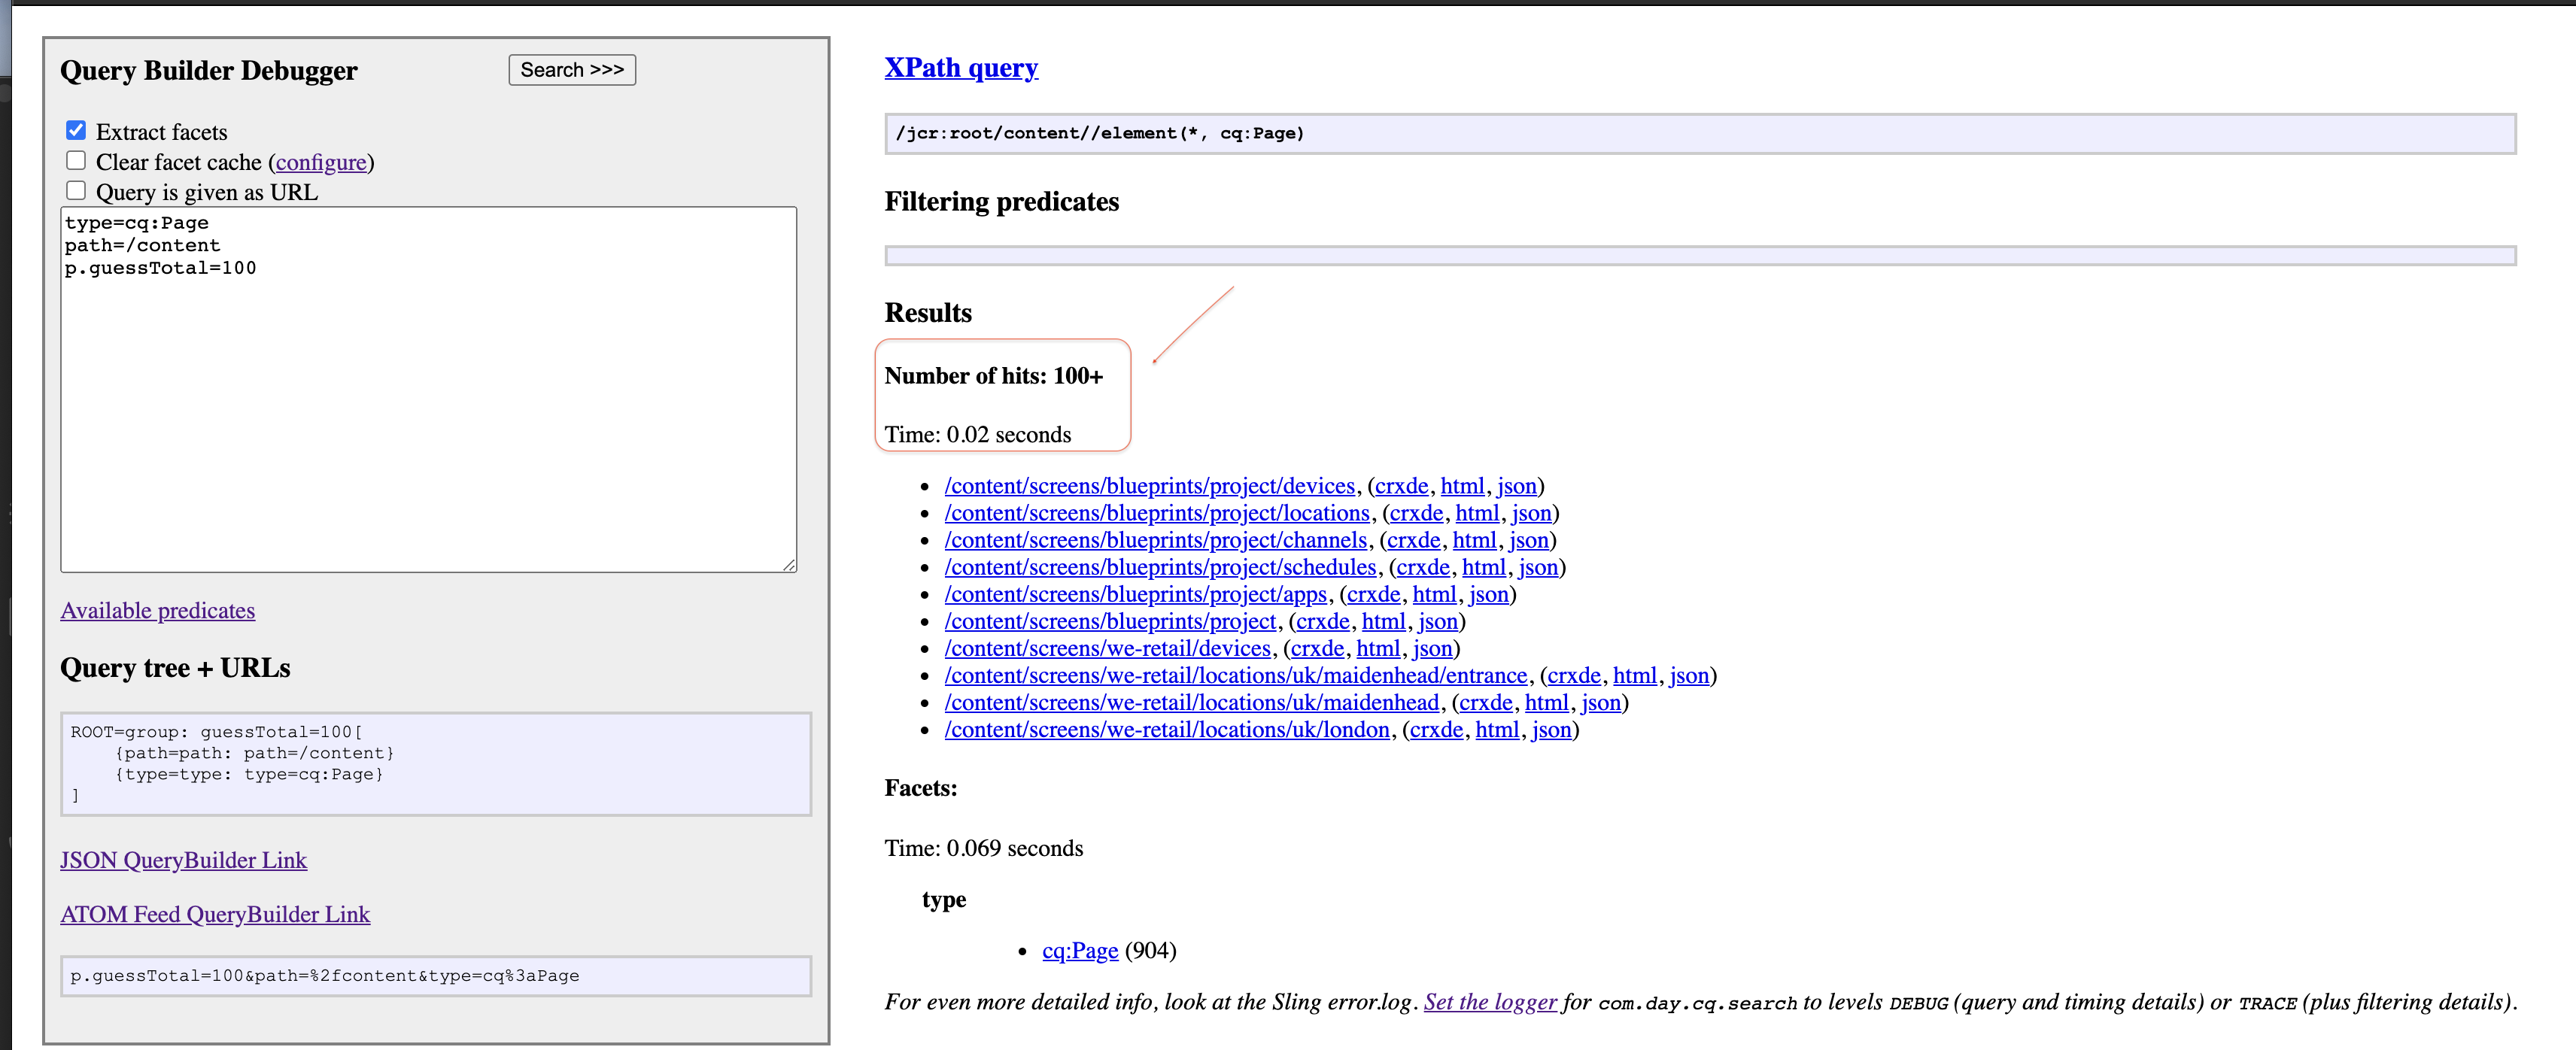 Query Builder Debugger
Search >>>
Extract facets
Clear facet cache (configure)
Query is given as URL
type=cq:Page
path=/content
p.guessTotal=100
Available predicates
Query tree + URLs
ROOT=group: guessTotal=100[
    {path=path: path=/content}
    {type=type: type=cq:Page}
]
JSON QueryBuilder Link
ATOM Feed QueryBuilder Link
p.guessTotal=100&path=%2fcontent&type=cq%3aPage
XPath query
/jcr:root/content//element(*, cq:Page)
Filtering predicates
Results
Number of hits: 100+
Time: 0.02 seconds
• /content/screens/blueprints/project/devices, (crxde, html, json)
• /content/screens/blueprints/project/locations, (crxde, html, json)
• /content/screens/blueprints/project/channels, (crxde, html, json)
• /content/screens/blueprints/project/schedules, (crxde, html, json)
• /content/screens/blueprints/project/apps, (crxde, html, json)
• /content/screens/blueprints/project, (crxde, html, json)
• /content/screens/we-retail/devices, (crxde, html, json)
• /content/screens/we-retail/locations/uk/maidenhead/entrance, (crxde, html, json)
• /content/screens/we-retail/locations/uk/maidenhead, (crxde, html, json)
• /content/screens/we-retail/locations/uk/london, (crxde, html, json)
Facets:
Time: 0.069 seconds
type
• cq:Page (904)
For even more detailed info, look at the Sling error.log. Set the logger for com.day.cq.search to levels DEBUG (query and timing details) or TRACE (plus filtering details).